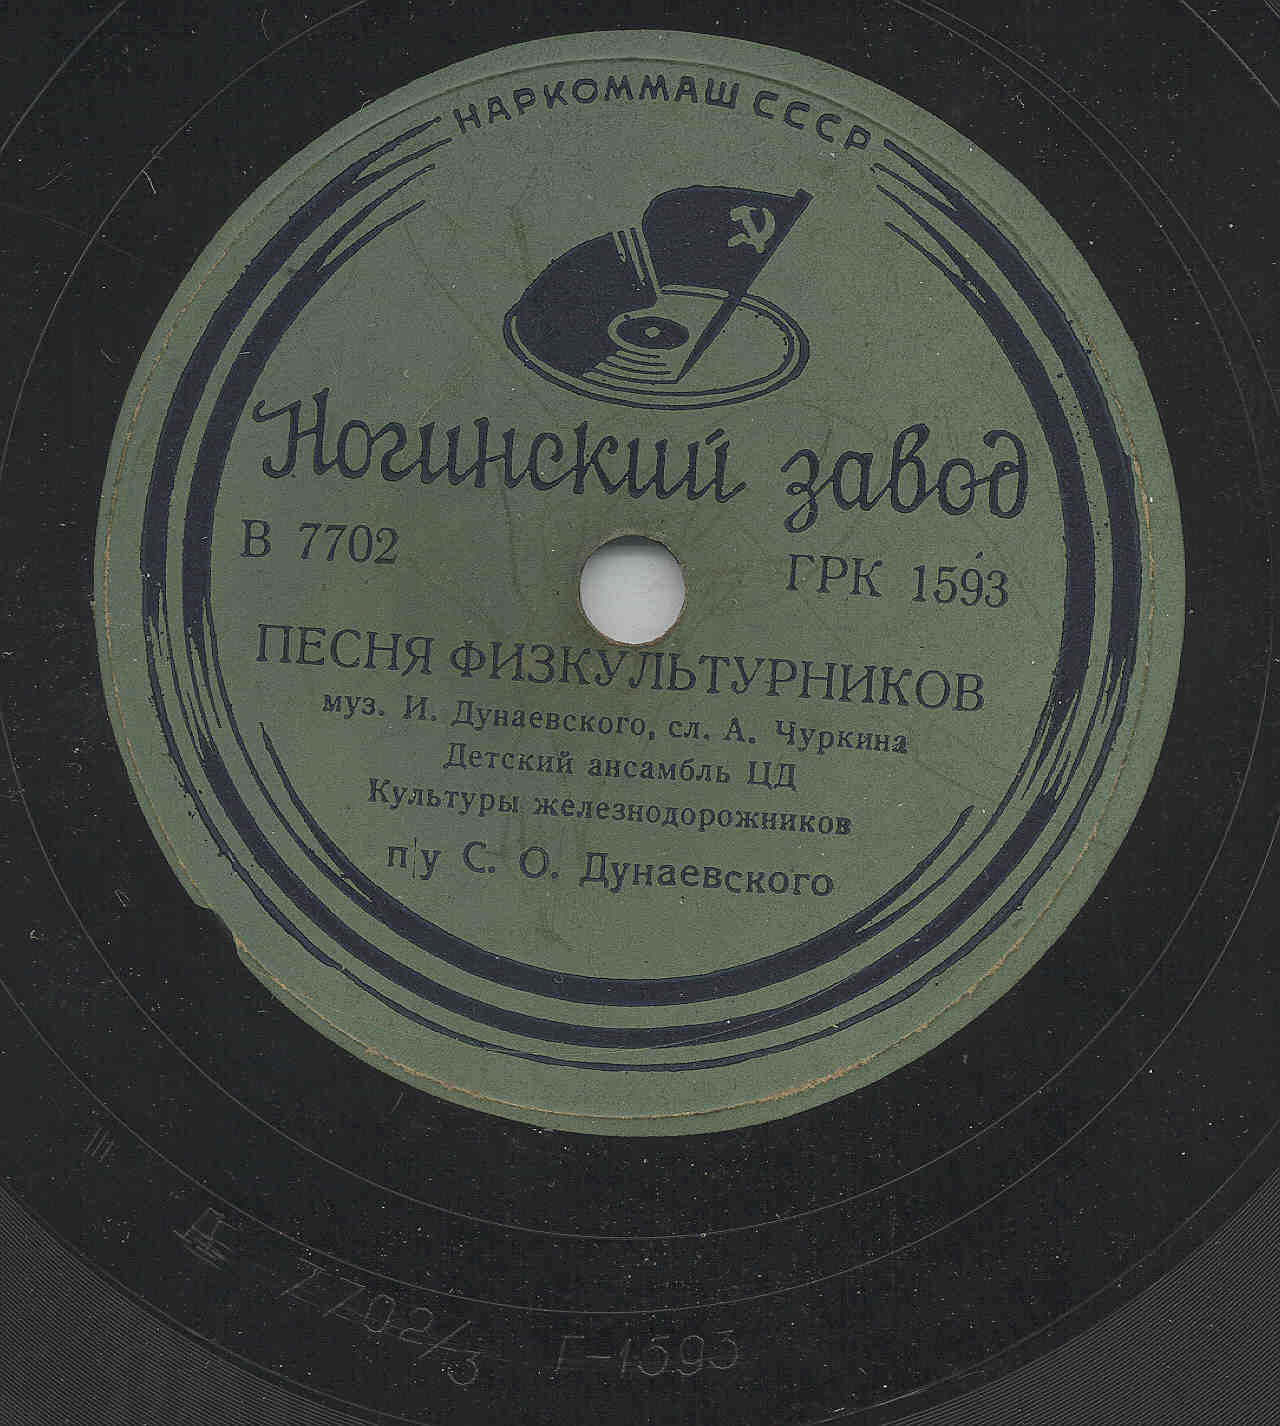 НАРКОММАШ СССР
Ногинский завод
В 7702
ГРК 1593
ПЕСНЯ ФИЗКУЛЬТУРНИКОВ
муз. И. Дунаевского, сл. А. Чуркина
Детский ансамбль ЦД
Культуры железнодорожников
п/у С. О. Дунаевского
7702/3 Г-1593